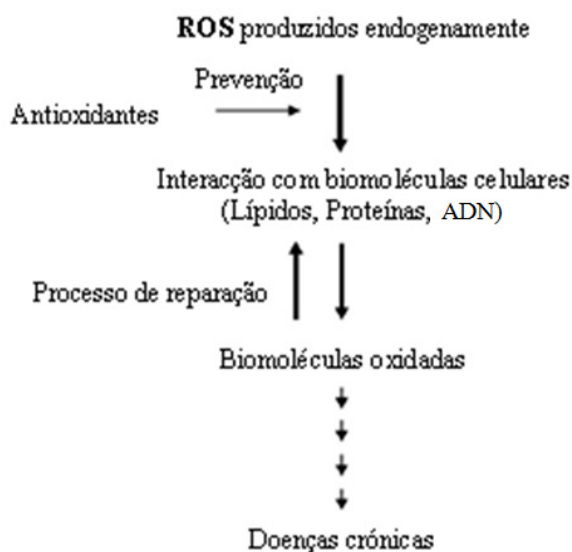 ROS produzidos endogenamente
Prevenção
Antioxidantes
Interacção com biomoléculas celulares
(Lípidos, Proteínas, ADN)
Processo de reparação
Biomoléculas oxidadas
Doenças crónicas